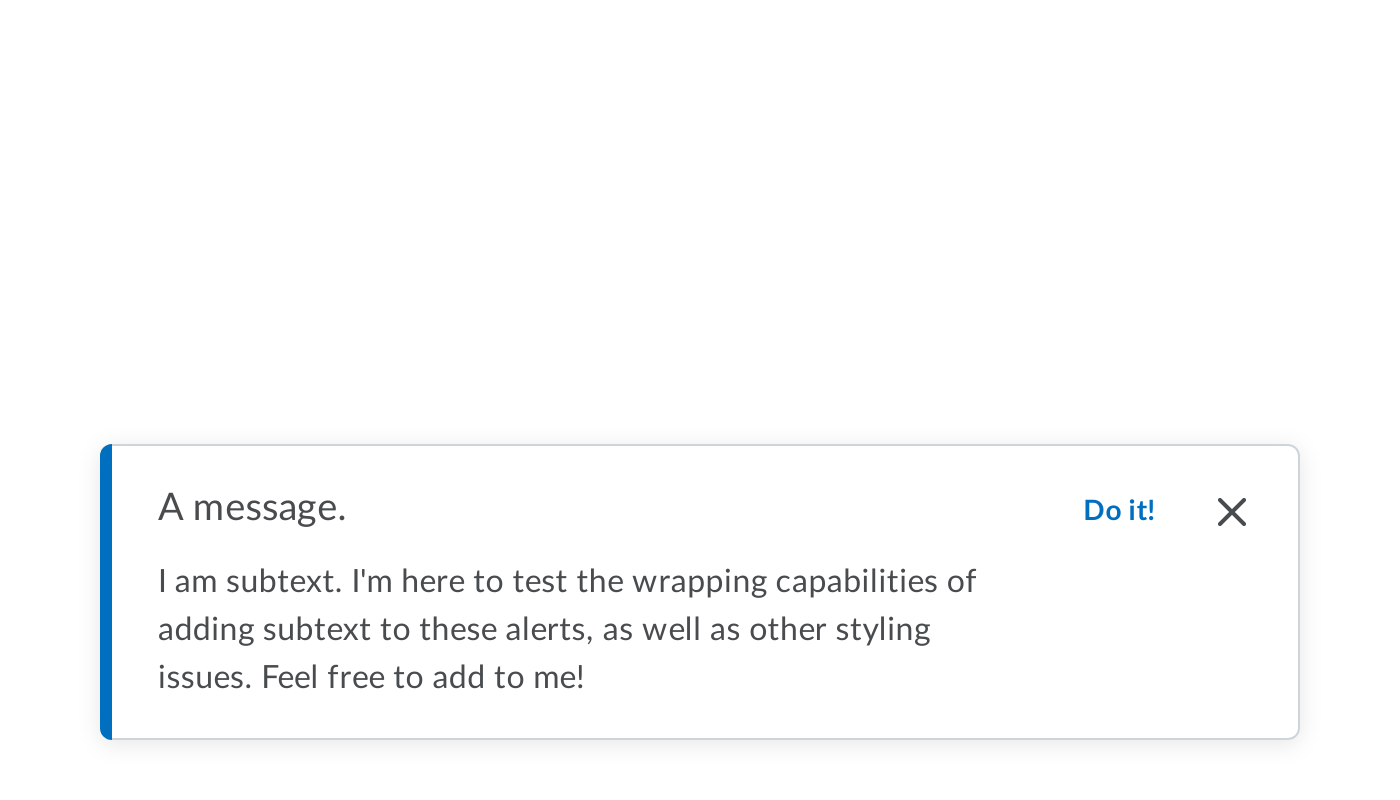 A message.
Do it!
I am subtext. I'm here to test the wrapping capabilities of
adding subtext to these alerts, as well as other styling
issues. Feel free to add to me!